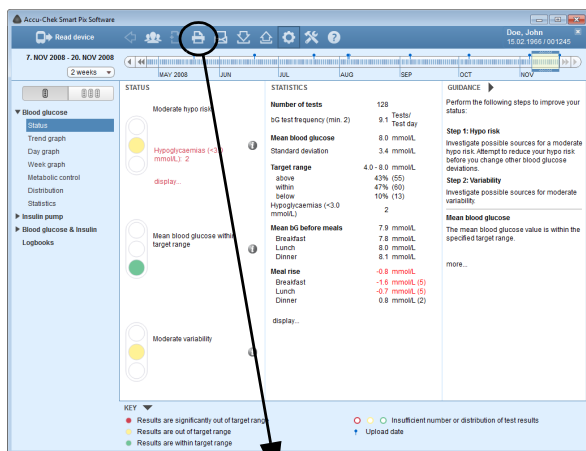 Accu-Chek Smart Pix Software
Read device
Doe, John
15.02.1966 / 001245
7. NOV 2008 - 20. NOV 2008
2 weeks
MAY 2008 JUN JUL AUG SEP OCT NOV
Blood glucose
Status
Trend graph
Day graph
Week graph
Metabolic control
Distribution
Statistics
Insulin pump
Blood glucose & Insulin
Logbooks
STATUS
Moderate hypo risk
Hypoglycaemias (<3.0
mmol/L): 2
display...
Mean blood glucose within
target range
Moderate variability
STATISTICS
Number of tests 128
bG test frequency (min. 2) 9.1 Tests/
Test day
Mean blood glucose 8.0 mmol/L
Standard deviation 3.4 mmol/L
Target range 4.0 - 8.0 mmol/L
above 43% (55)
within 47% (60)
below 10% (13)
Hypoglycaemias (<3.0
mmol/L) 2
Mean bG before meals 7.9 mmol/L
Breakfast 7.8 mmol/L
Lunch 8.0 mmol/L
Dinner 8.1 mmol/L
Meal rise -0.8 mmol/L
Breakfast -1.6 mmol/L (5)
Lunch -0.7 mmol/L (5)
Dinner 0.8 mmol/L (2)
display...
GUIDANCE
Perform the following steps to improve your
status:
Step 1: Hypo risk
Investigate possible sources for a moderate
hypo risk. Attempt to reduce your hypo risk
before you change other blood glucose
deviations.
Step 2: Variability
Investigate possible sources for moderate
variability.
Mean blood glucose
The mean blood glucose value is within the
specified target range.
more...
KEY
Results are significantly out of target range
Results are out of target range
Results are within target range
Insufficient number or distribution of test results
Upload date